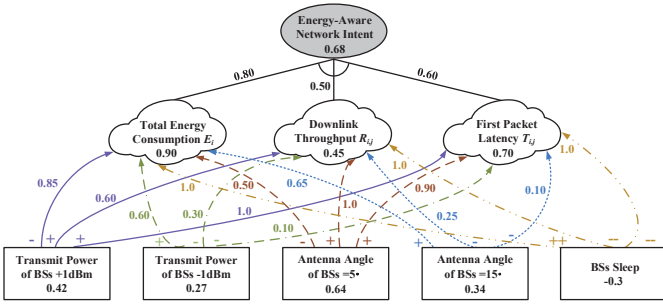 Energy-Aware
Network Intent
0.68
0.80
0.50
0.60
Total Energy
Consumption Ei
0.90
Downlink
Throughput Ri,j
0.45
First Packet
Latency Ti,j
0.70
1.0
1.0
0.85
0.60
1.0
0.50
0.65
0.90
0.10
0.60
0.30
1.0
1.0
0.25
0.10
- + + + - - - + + + - - ++ -- --
Transmit Power
of BSs +1dBm
0.42
Transmit Power
of BSs -1dBm
0.27
Antenna Angle
of BSs =5•
0.64
Antenna Angle
of BSs =15•
0.34
BSs Sleep
-0.3